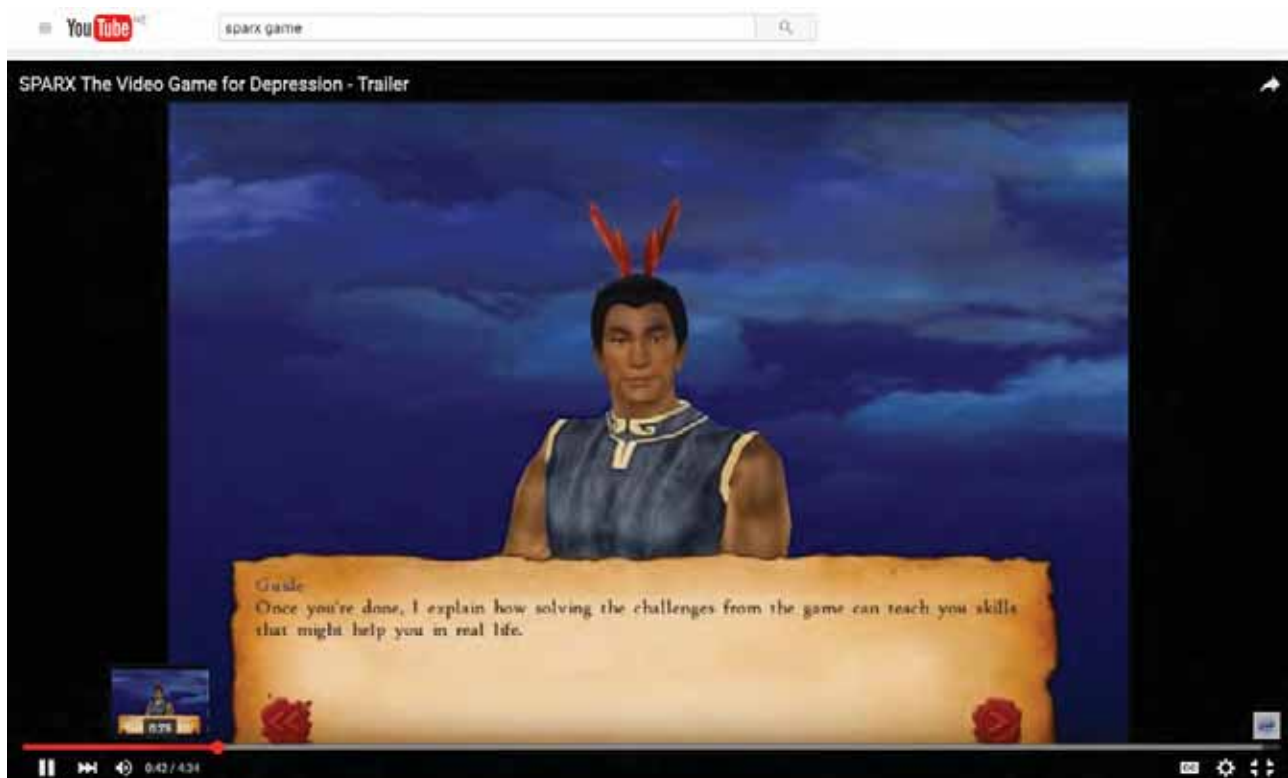 You Tube NZ
sparx game
SPARX The Video Game for Depression - Trailer
Guide
Once you're done, I explain how solving the challenges from the game can teach you skills
that might help you in real life.
0:42 / 4:34
CC